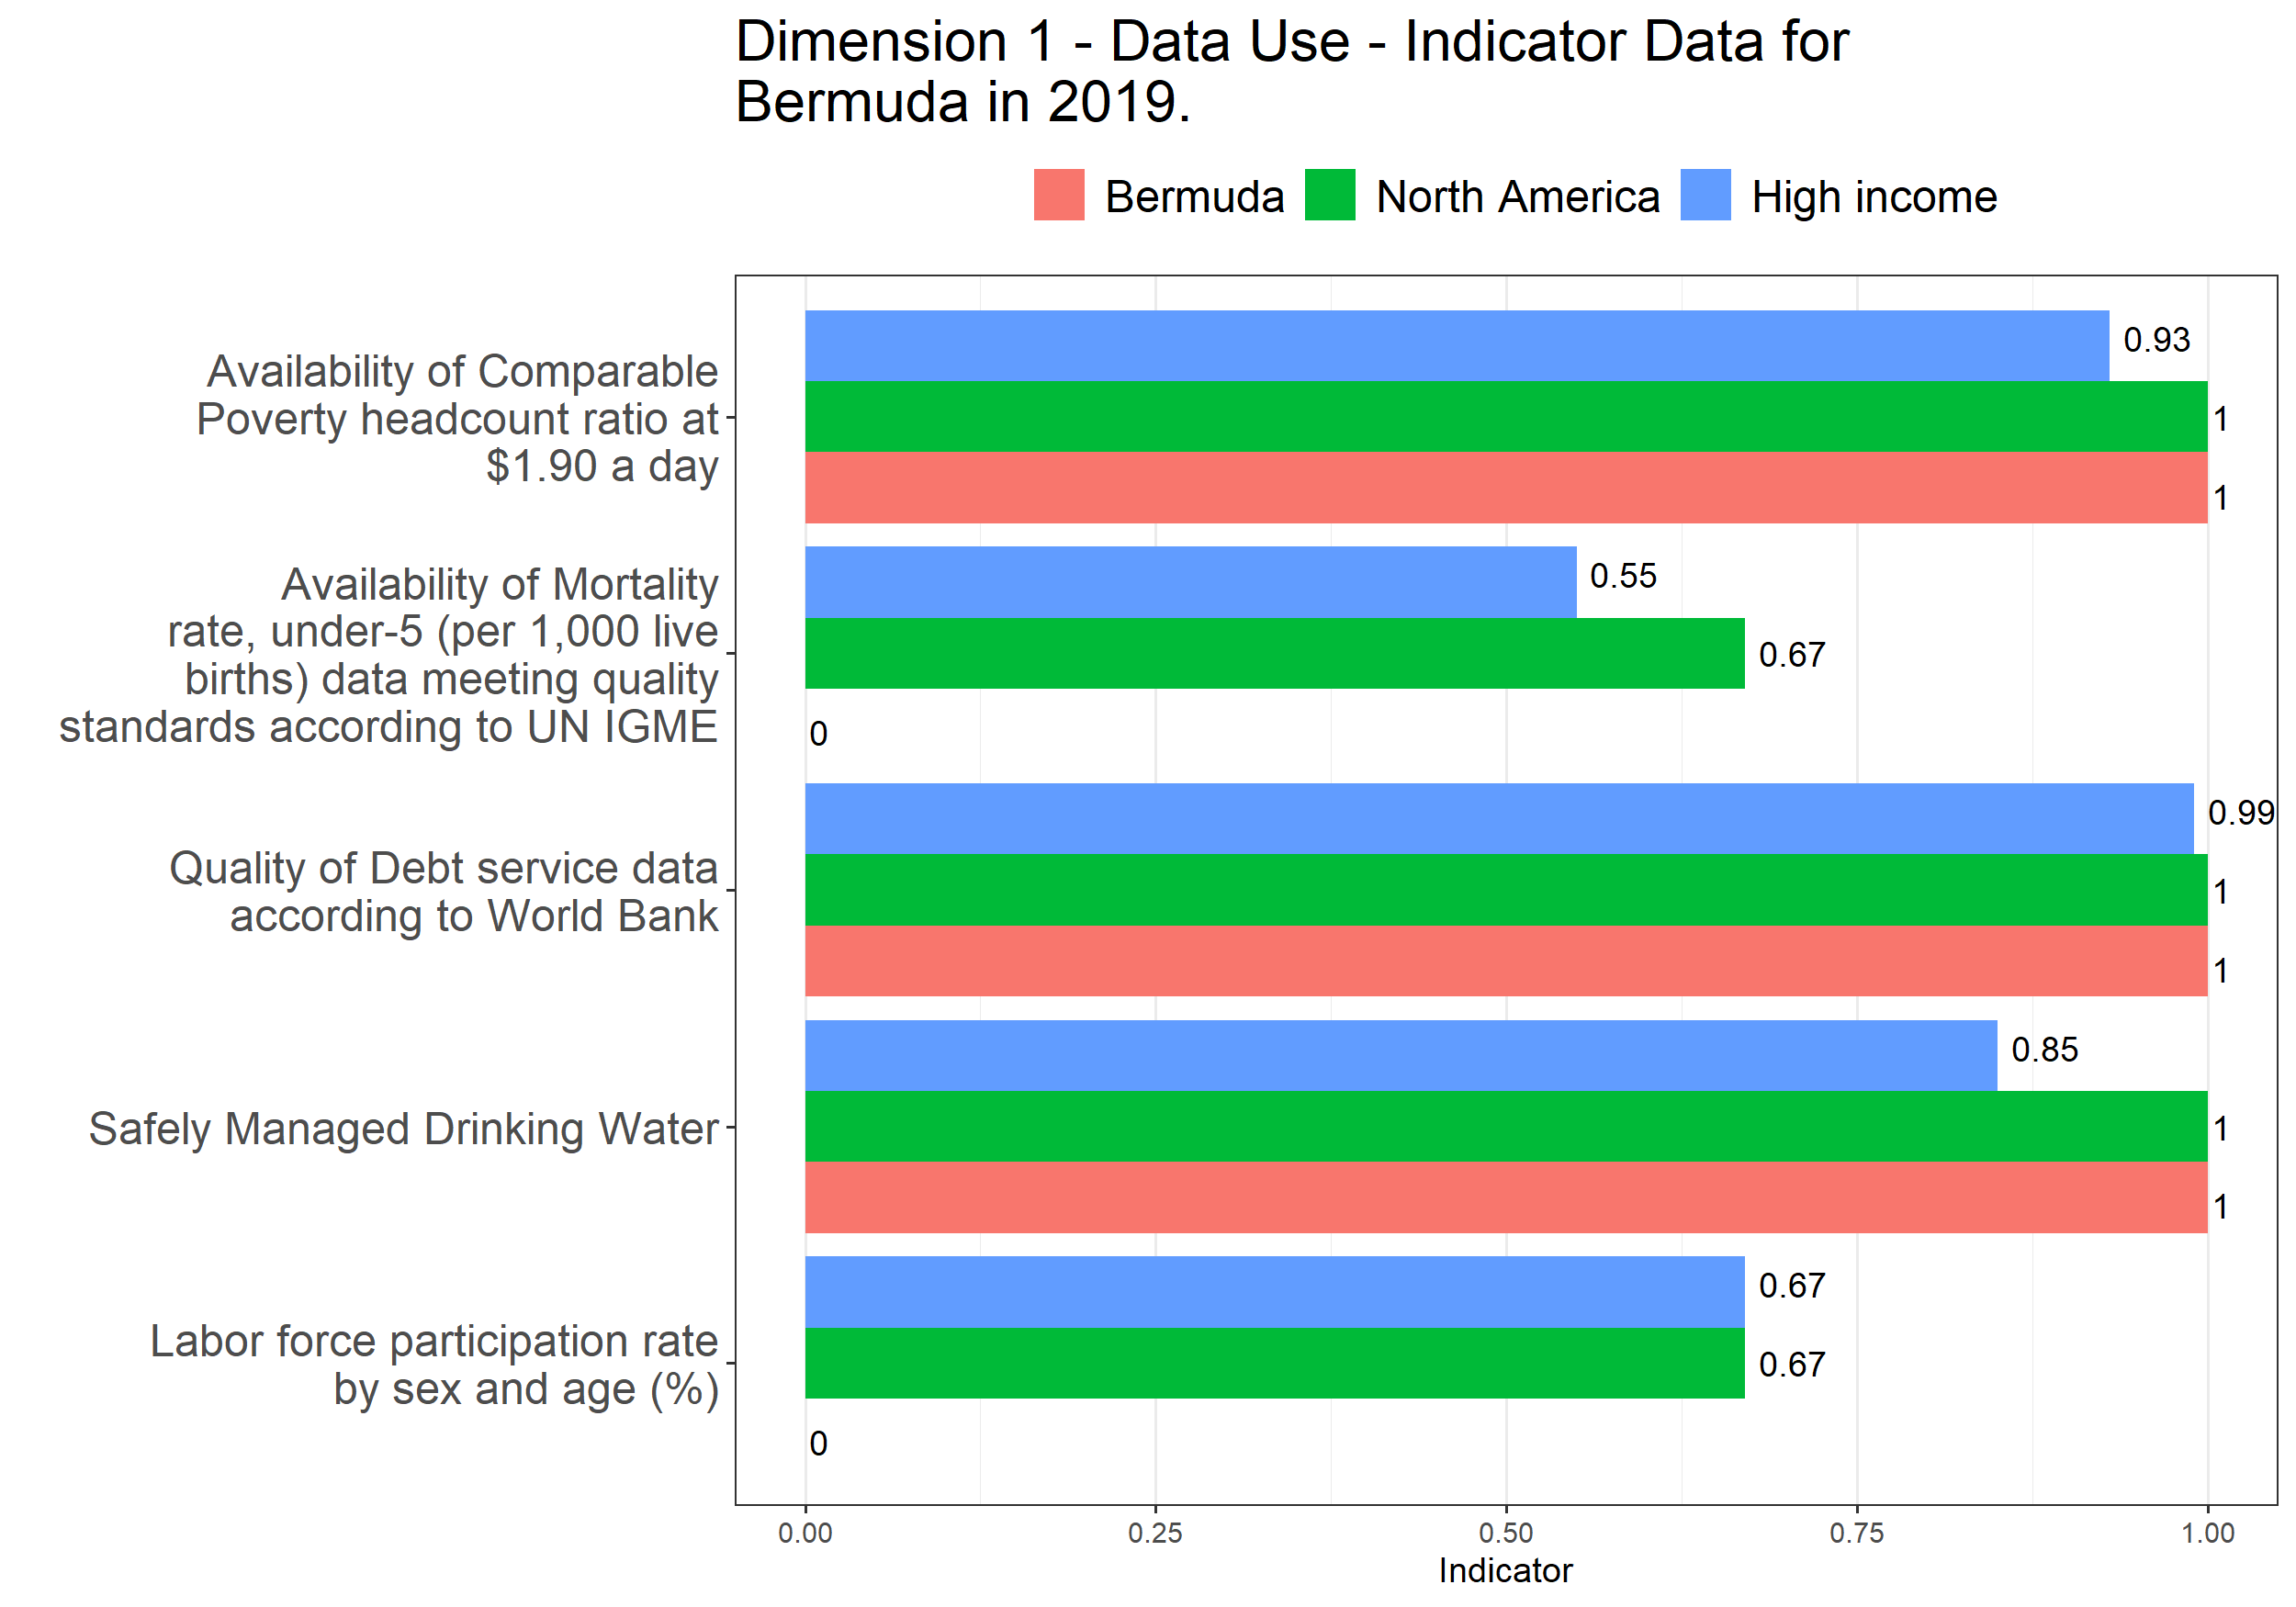 Dimension 1 - Data Use - Indicator Data for
Bermuda in 2019.
Bermuda North America High income
Availability of Comparable
Poverty headcount ratio at
$1.90 a day
0.93
1
1
Availability of Mortality
rate, under-5 (per 1,000 live
births) data meeting quality
standards according to UN IGME
0.55
0.67
0
Quality of Debt service data
according to World Bank
0.99
1
1
Safely Managed Drinking Water
0.85
1
1
Labor force participation rate
by sex and age (%)
0.67
0.67
0
0.00 0.25 0.50 0.75 1.00
Indicator